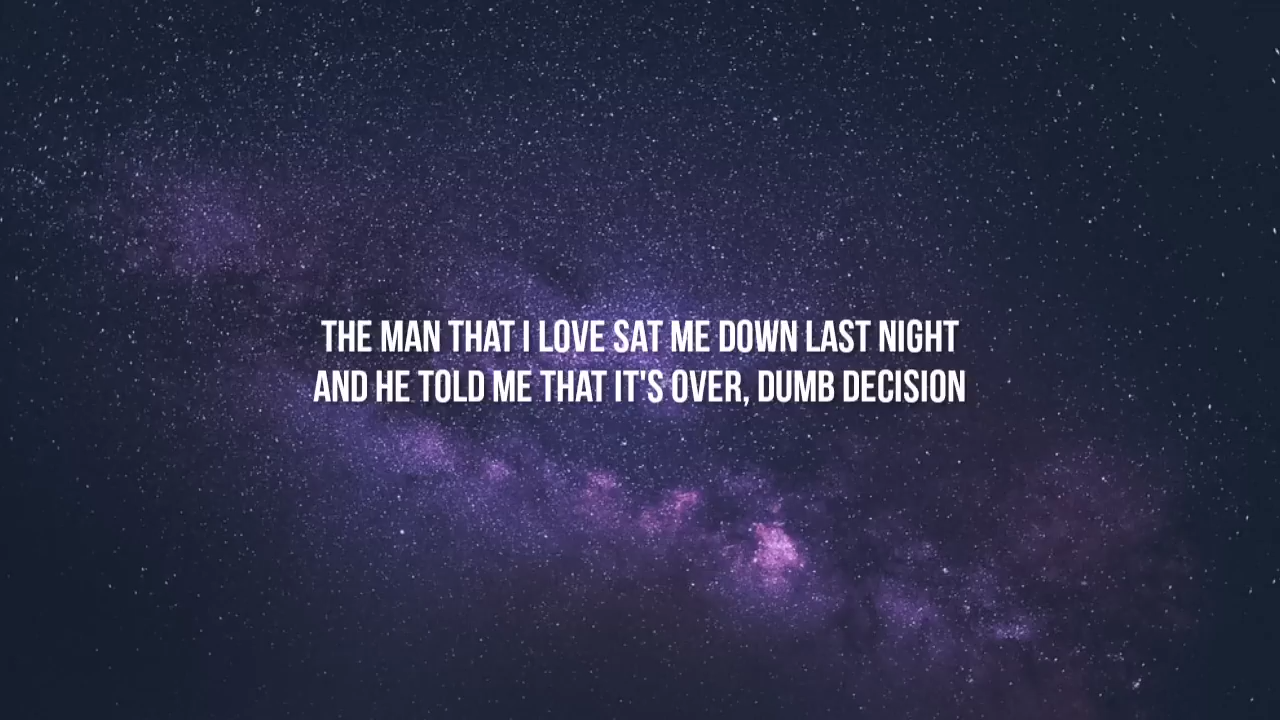 THE MAN THAT I LOVE SAT ME DOWN LAST NIGHT
AND HE TOLD ME THAT IT'S OVER, DUMB DECISION